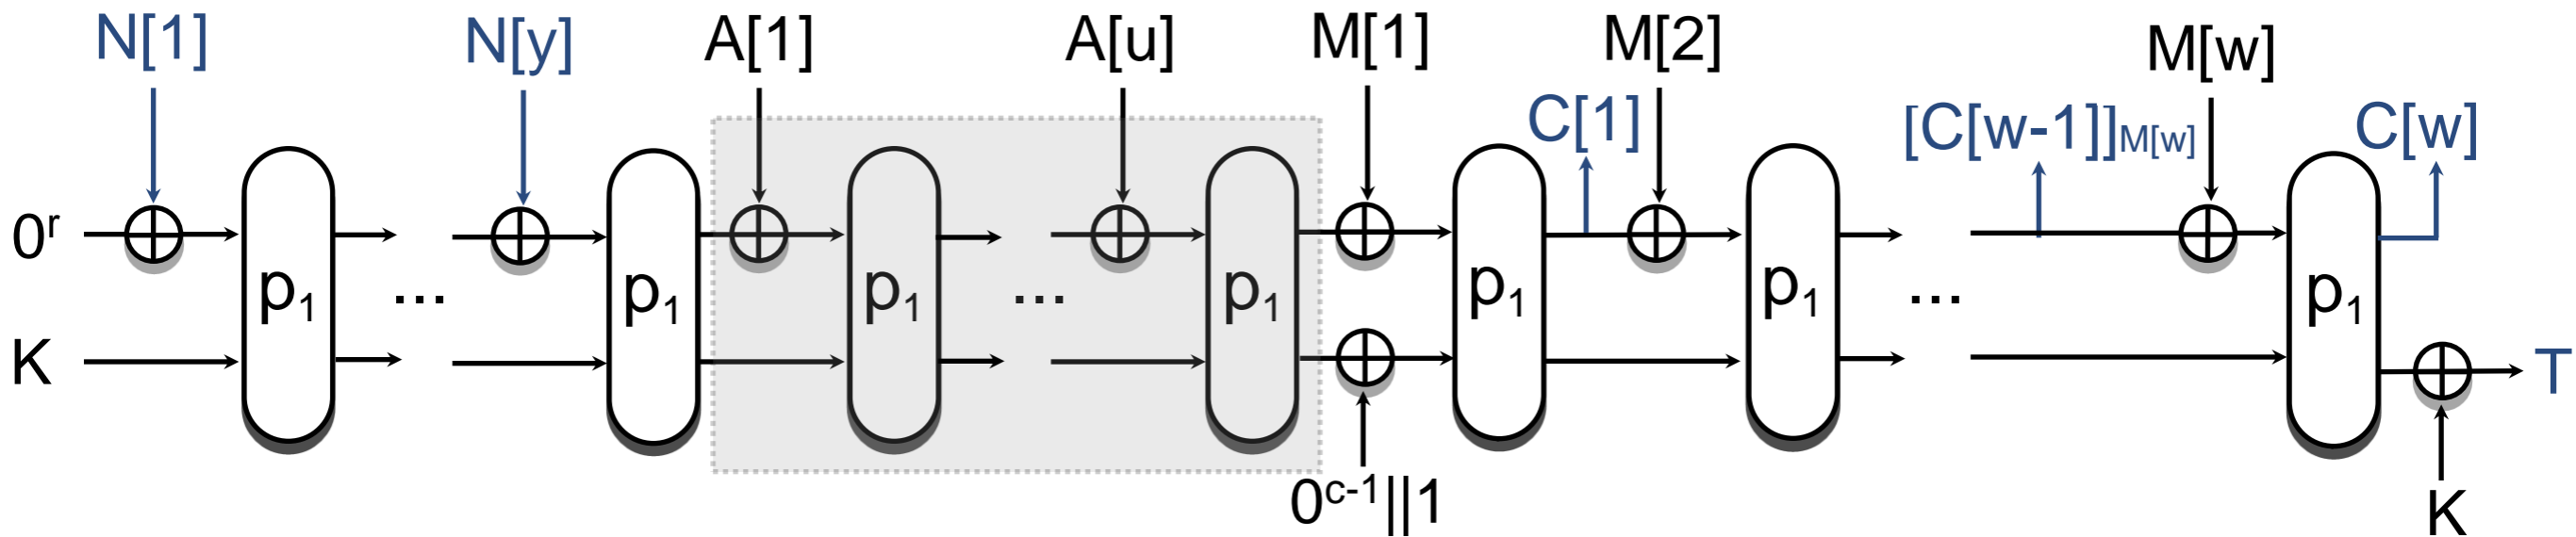 N[1] N[y] A[1] A[u] M[1] M[2] M[w]
C[1] [C[w-1]]M[w] C[w]
0r
p1 ... p1 p1 ... p1 p1 p1 ... p1
K T
0c-1||1 K